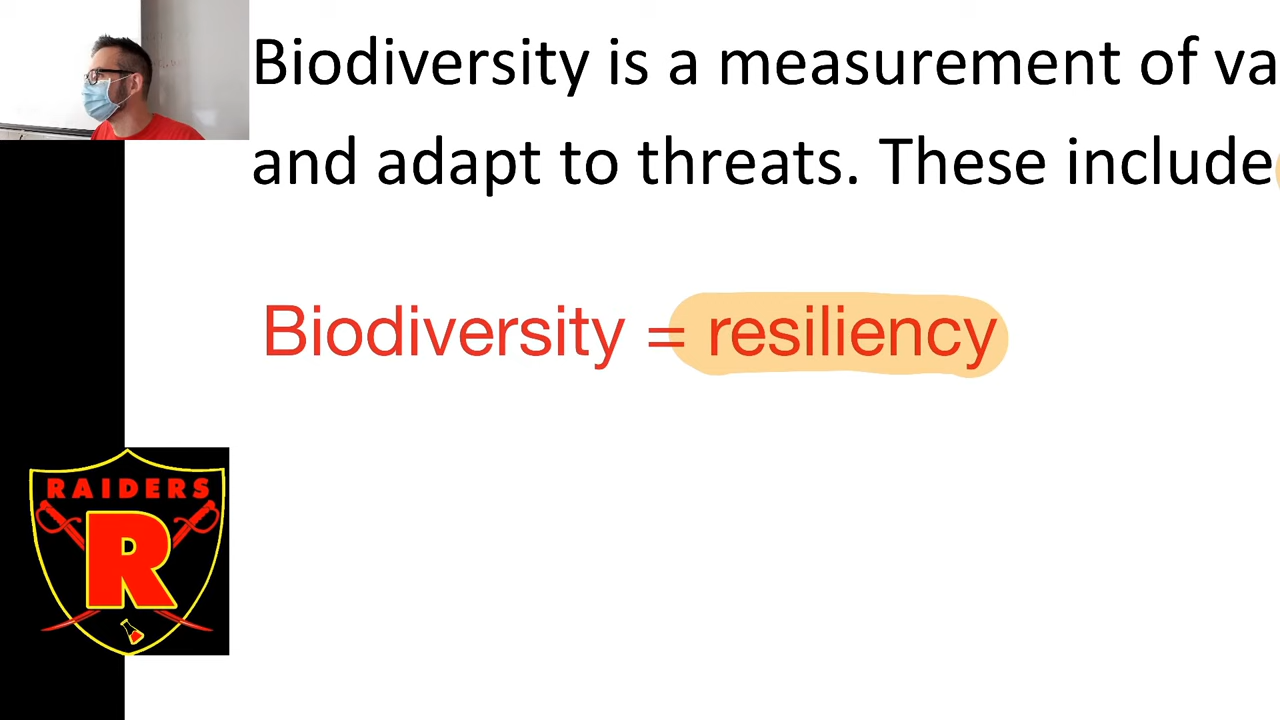 Biodiversity is a measurement of va
and adapt to threats. These include
Biodiversity = resiliency
RAIDERS
R